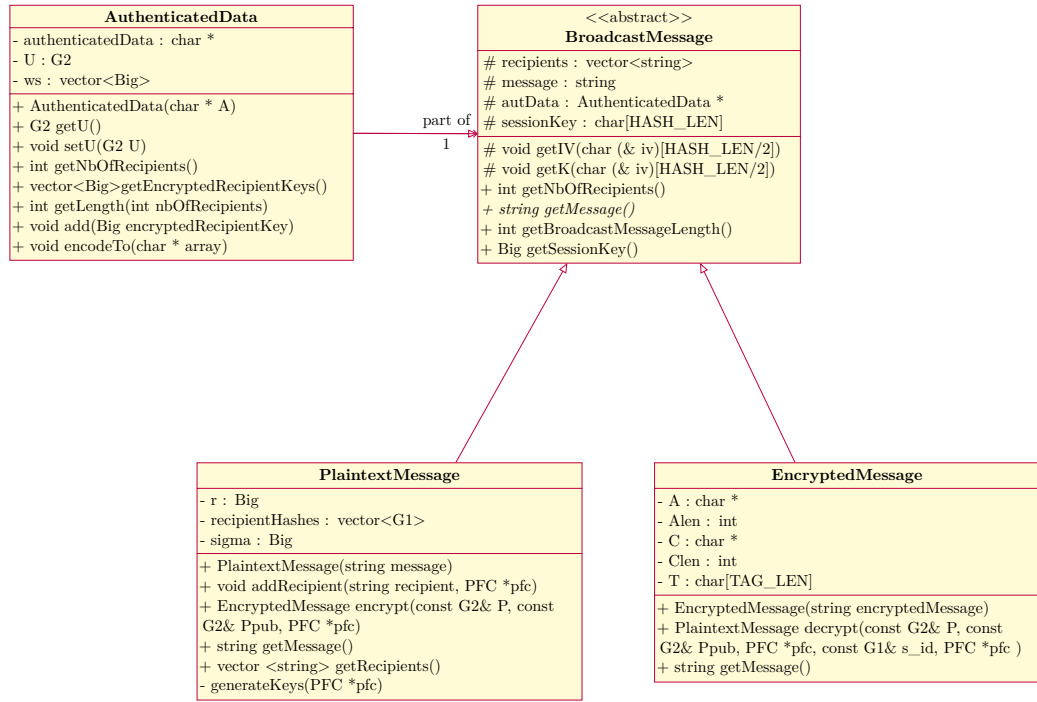 AuthenticatedData
- authenticatedData : char *
- U : G2
- ws : vector<Big>
+ AuthenticatedData(char * A)
+ G2 getU()
+ void setU(G2 U)
+ int getNbOfRecipients()
+ vector<Big>getEncryptedRecipientKeys()
+ int getLength(int nbOfRecipients)
+ void add(Big encryptedRecipientKey)
+ void encodeTo(char * array)
part of
1
<<abstract>>
BroadcastMessage
# recipients : vector<string>
# message : string
# autData : AuthenticatedData *
# sessionKey : char[HASH_LEN]
# void getIV(char (& iv)[HASH_LEN/2])
# void getK(char (& iv)[HASH_LEN/2])
+ int getNbOfRecipients()
+ string getMessage()
+ int getBroadcastMessageLength()
+ Big getSessionKey()
PlaintextMessage
- r : Big
- recipientHashes : vector<G1>
- sigma : Big
+ PlaintextMessage(string message)
+ void addRecipient(string recipient, PFC *pfc)
+ EncryptedMessage encrypt(const G2& P, const
G2& Ppub, PFC *pfc)
+ string getMessage()
+ vector <string> getRecipients()
- generateKeys(PFC *pfc)
EncryptedMessage
- A : char *
- Alen : int
- C : char *
- Clen : int
- T : char[TAG_LEN]
+ EncryptedMessage(string encryptedMessage)
+ PlaintextMessage decrypt(const G2& P, const
G2& Ppub, PFC *pfc, const G1& s_id, PFC *pfc )
+ string getMessage()